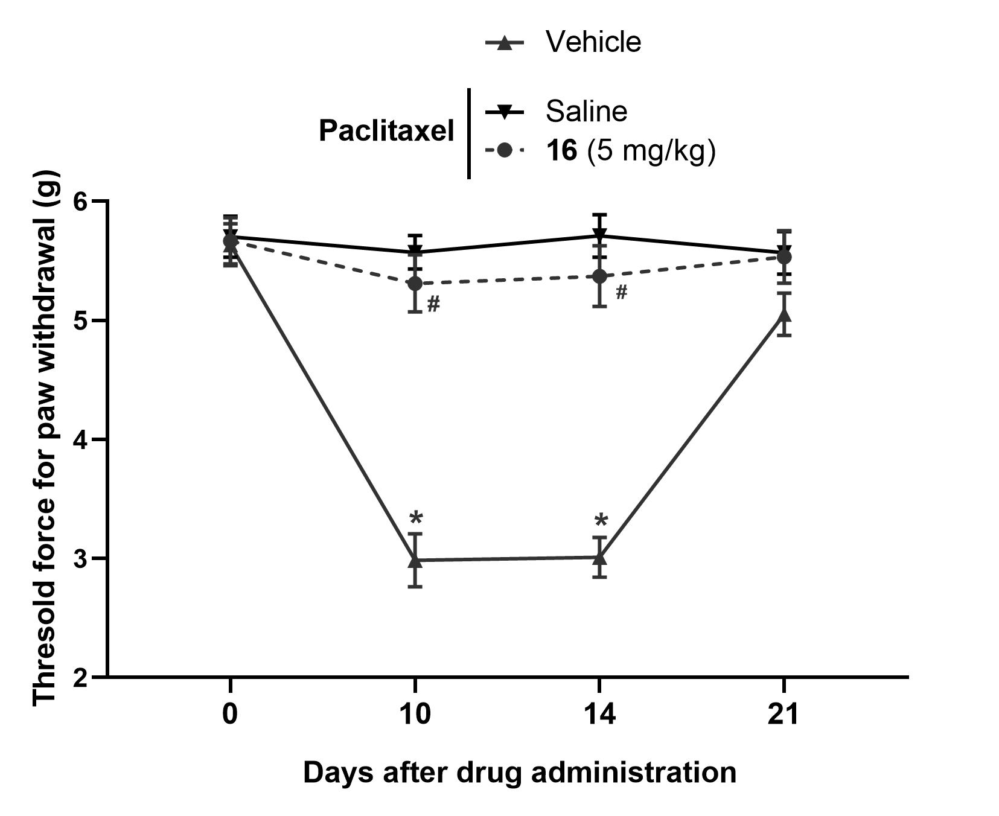 Vehicle
Paclitaxel
Saline
16 (5 mg/kg)
Thresold force for paw withdrawal (g)
6
5
4
3
2
#
#
*
*
0 10 14 21
Days after drug administration